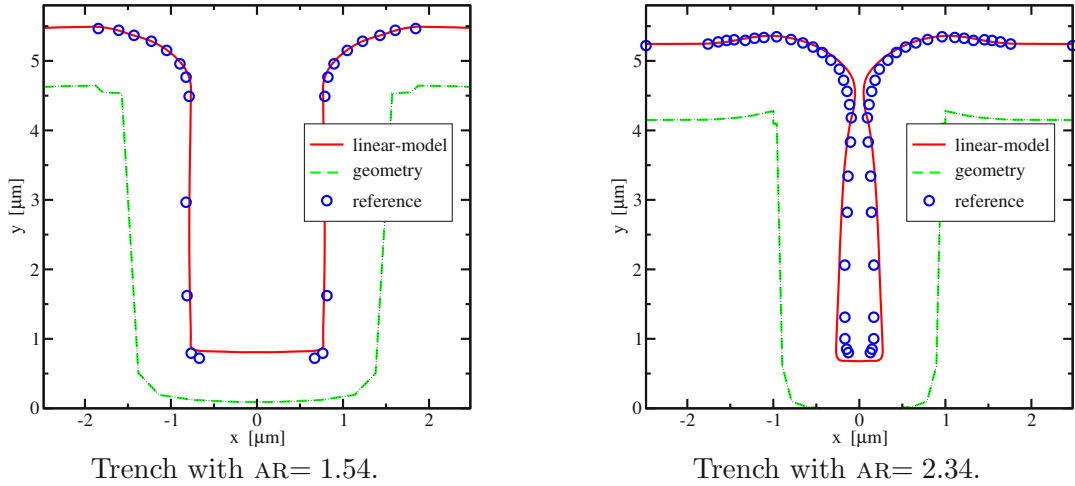 5
4
3
2
1
0
y [μm]
-2
-1
0
1
2
x [μm]
linear-model
geometry
reference
Trench with AR= 1.54.
5
4
3
2
1
0
y [μm]
-2
-1
0
1
2
x [μm]
linear-model
geometry
reference
Trench with AR= 2.34.